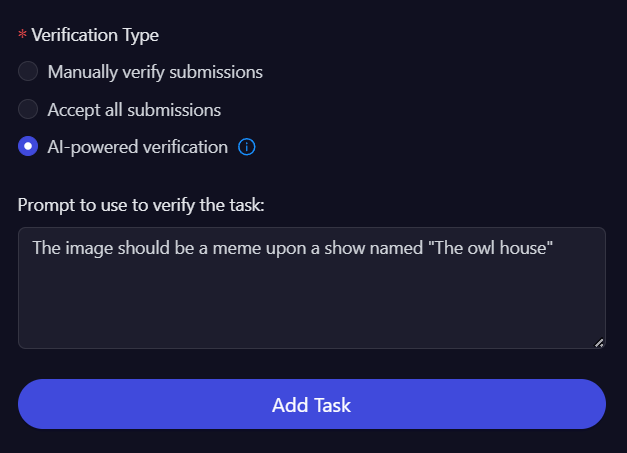 * Verification Type
Manually verify submissions
Accept all submissions
AI-powered verification
Prompt to use to verify the task:
The image should be a meme upon a show named "The owl house"
Add Task